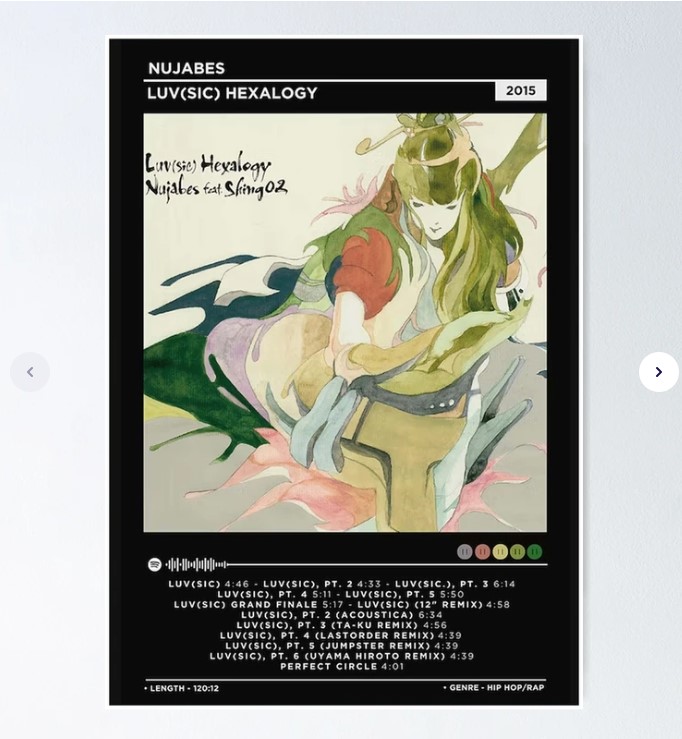 NUJABES
LUV(SIC) HEXALOGY
2015
Luv(sic) Hexalogy
Nujabes feat. Shing02
LUV(SIC) 4:46 - LUV(SIC), PT. 2 4:33 - LUV(SIC.), PT. 3 6:14
LUV(SIC), PT. 4 5:11 - LUV(SIC), PT. 5 5:50
LUV(SIC) GRAND FINALE 5:17 - LUV(SIC) (12" REMIX) 4:58
LUV(SIC), PT. 2 (ACOUSTICA) 6:34
LUV(SIC), PT. 3 (TA-KU REMIX) 4:56
LUV(SIC), PT. 4 (LASTORDER REMIX) 4:39
LUV(SIC), PT. 5 (JUMPSTER REMIX) 4:39
LUV(SIC), PT. 6 (UYAMA HIROTO REMIX) 4:39
PERFECT CIRCLE 4:01
• LENGTH - 120:12
• GENRE - HIP HOP/RAP